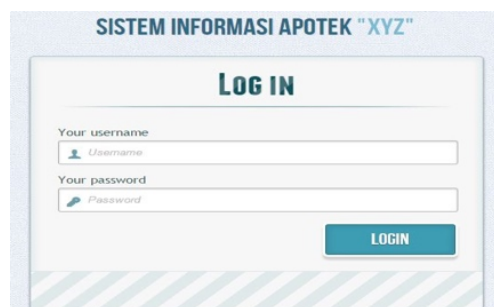 SISTEM INFORMASI APOTEK "XYZ"
LOG IN
Your username
Username
Your password
Password
LOGIN